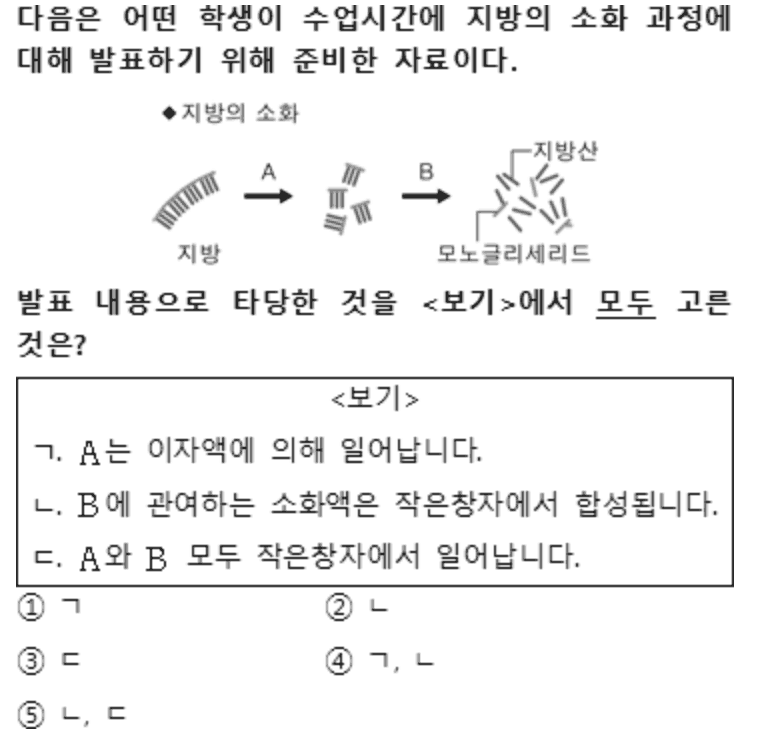 다음은 어떤 학생이 수업시간에 지방의 소화 과정에
대해 발표하기 위해 준비한 자료이다.
◆지방의 소화
A
B
지방산
지방
모노글리세리드
발표 내용으로 타당한 것을 <보기>에서 모두 고른
것은?
<보기>
ㄱ. A는 이자액에 의해 일어납니다.
ㄴ. B에 관여하는 소화액은 작은창자에서 합성됩니다.
ㄷ. A와 B 모두 작은창자에서 일어납니다.
① ㄱ ② ㄴ
③ ㄷ ④ ㄱ, ㄴ
⑤ ㄴ, ㄷ